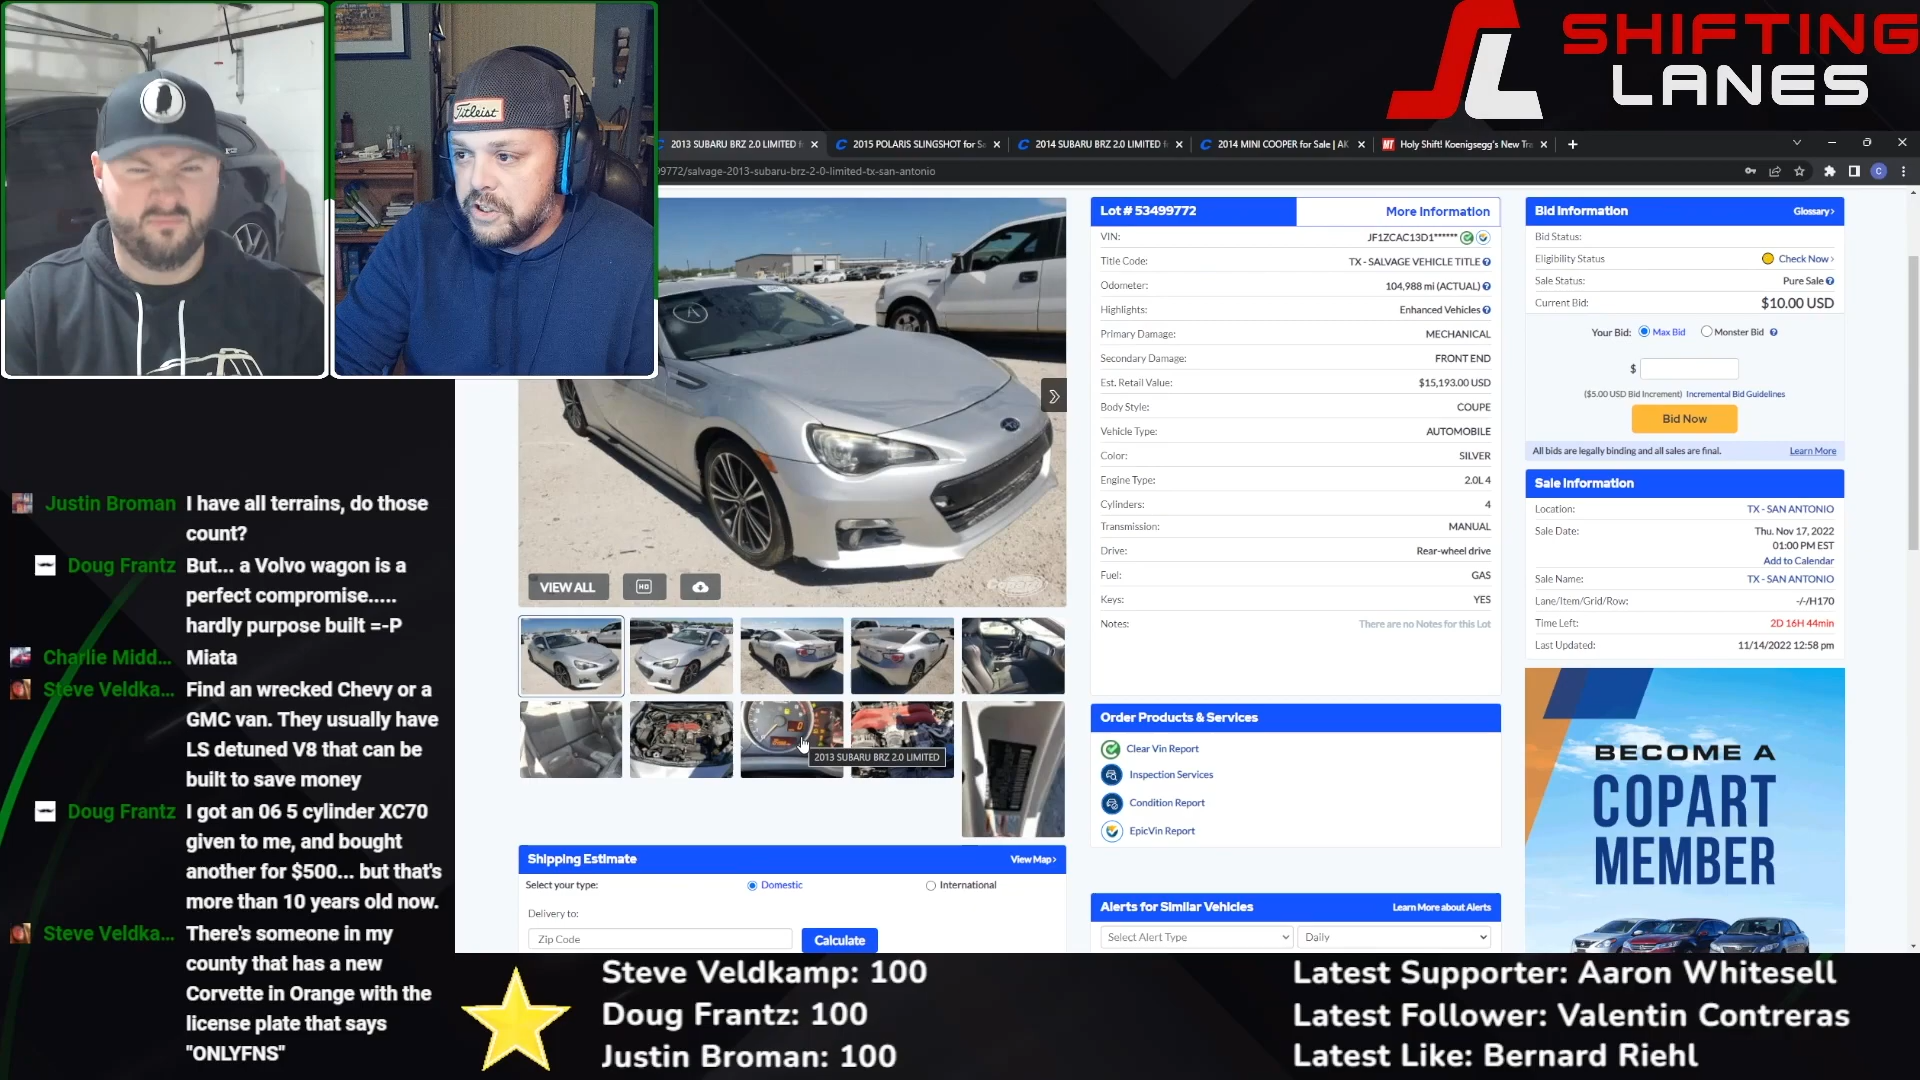 Titleist
SHIFTING
LANES
2013 SUBARU BRZ 2.0 LIMITED f
2015 POLARIS SLINGSHOT for Sa
2014 SUBARU BRZ 2.0 LIMITED f
2014 MINI COOPER for Sale | AK
Holy Shift! Koenigsegg's New Tra
99772/salvage-2013-subaru-brz-2-0-limited-tx-san-antonio
Lot # 53499772
More Information
VIN: JF1ZCAC13D1******
Title Code: TX - SALVAGE VEHICLE TITLE
Odometer: 104,988 mi (ACTUAL)
Highlights: Enhanced Vehicles
Primary Damage: MECHANICAL
Secondary Damage: FRONT END
Est. Retail Value: $15,193.00 USD
Body Style: COUPE
Vehicle Type: AUTOMOBILE
Color: SILVER
Engine Type: 2.0L 4
Cylinders: 4
Transmission: MANUAL
Drive: Rear-wheel drive
Fuel: GAS
Keys: YES
Notes: There are no Notes for this Lot
Bid Information
Glossary
Bid Status:
Eligibility Status Check Now
Sale Status: Pure Sale
Current Bid: $10.00 USD
Your Bid: Max Bid Monster Bid
$
($5.00 USD Bid Increment) Incremental Bid Guidelines
Bid Now
All bids are legally binding and all sales are final. Learn More
Sale Information
Location: TX - SAN ANTONIO
Sale Date: Thu. Nov 17, 2022
01:00 PM EST
Add to Calendar
Sale Name: TX - SAN ANTONIO
Lane/Item/Grid/Row: -/-/H170
Time Left: 2D 16H 44min
Last Updated: 11/14/2022 12:58 pm
VIEW ALL
HD
2013 SUBARU BRZ 2.0 LIMITED
Order Products & Services
Clear Vin Report
Inspection Services
Condition Report
EpicVin Report
BECOME A
COPART
MEMBER
Shipping Estimate
View Map
Select your type: Domestic International
Delivery to:
Zip Code
Calculate
Alerts for Similar Vehicles
Learn More about Alerts
Select Alert Type
Daily
Justin Broman I have all terrains, do those
count?
Doug Frantz But... a Volvo wagon is a
perfect compromise.....
hardly purpose built =-P
Charlie Midd... Miata
Steve Veldka... Find an wrecked Chevy or a
GMC van. They usually have
LS detuned V8 that can be
built to save money
Doug Frantz I got an 06 5 cylinder XC70
given to me, and bought
another for $500... but that's
more than 10 years old now.
Steve Veldka... There's someone in my
county that has a new
Corvette in Orange with the
license plate that says
"ONLYFNS"
Steve Veldkamp: 100
Doug Frantz: 100
Justin Broman: 100
Latest Supporter: Aaron Whitesell
Latest Follower: Valentin Contreras
Latest Like: Bernard Riehl